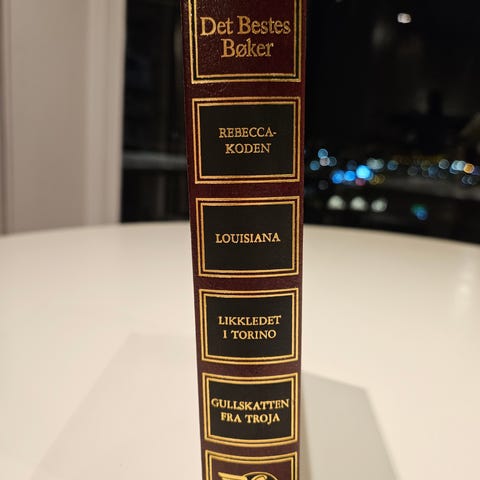 Det Bestes
Bøker
REBECCA-
KODEN
LOUISIANA
LIKKLEDET
I TORINO
GULLSKATTEN
FRA TROJA